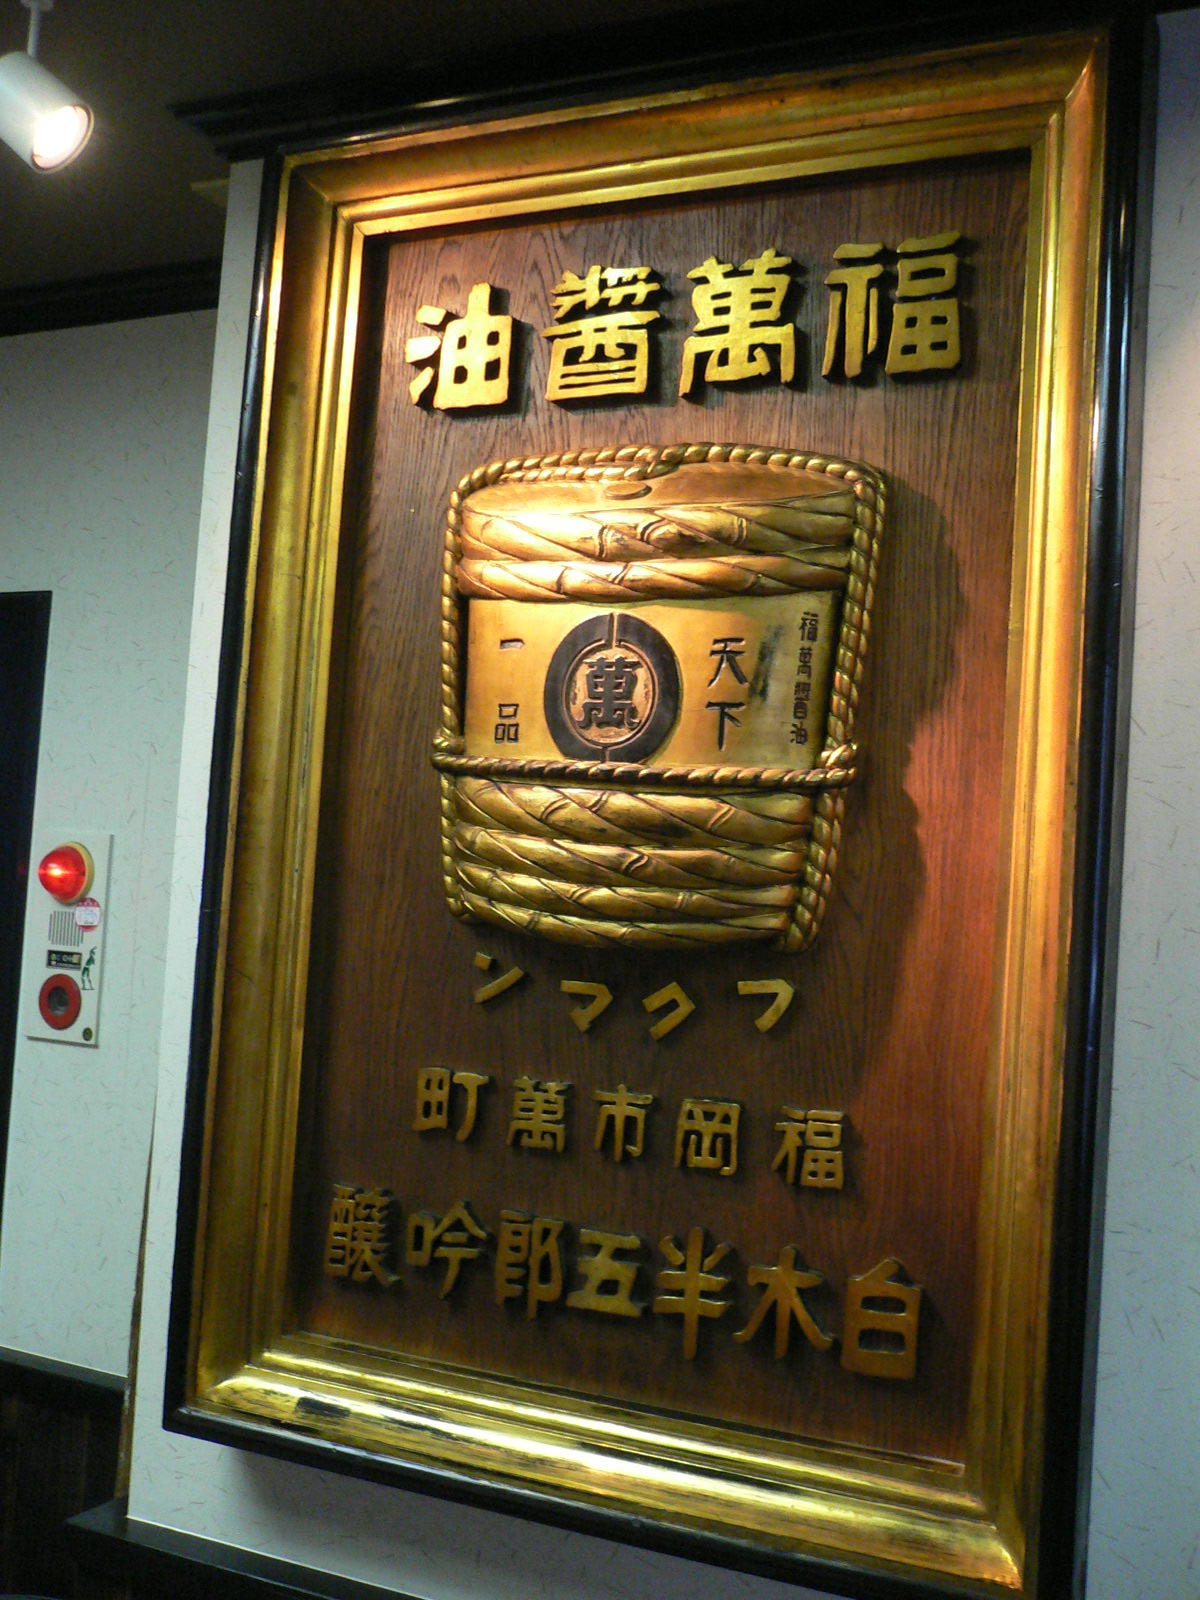 福萬醤油
福萬醤油
天下
萬
一品
フクマン
福岡市萬町
白木半五郎吟醸